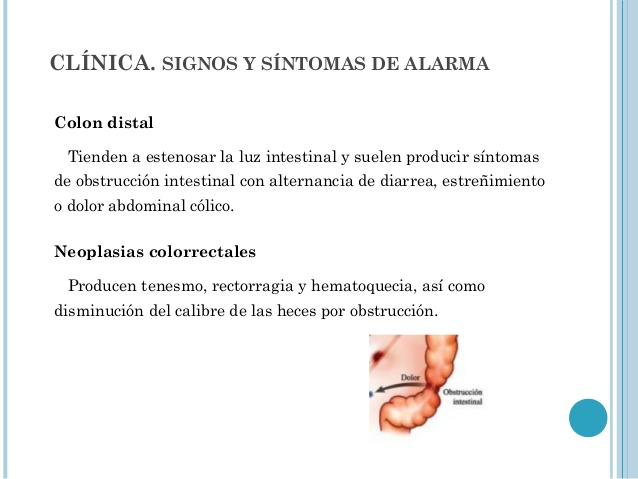 CLÍNICA. SIGNOS Y SÍNTOMAS DE ALARMA
Colon distal
Tienden a estenosar la luz intestinal y suelen producir síntomas
de obstrucción intestinal con alternancia de diarrea, estreñimiento
o dolor abdominal cólico.
Neoplasias colorrectales
Producen tenesmo, rectorragia y hematoquecia, así como
disminución del calibre de las heces por obstrucción.
Dolor
Obstrucción
intestinal